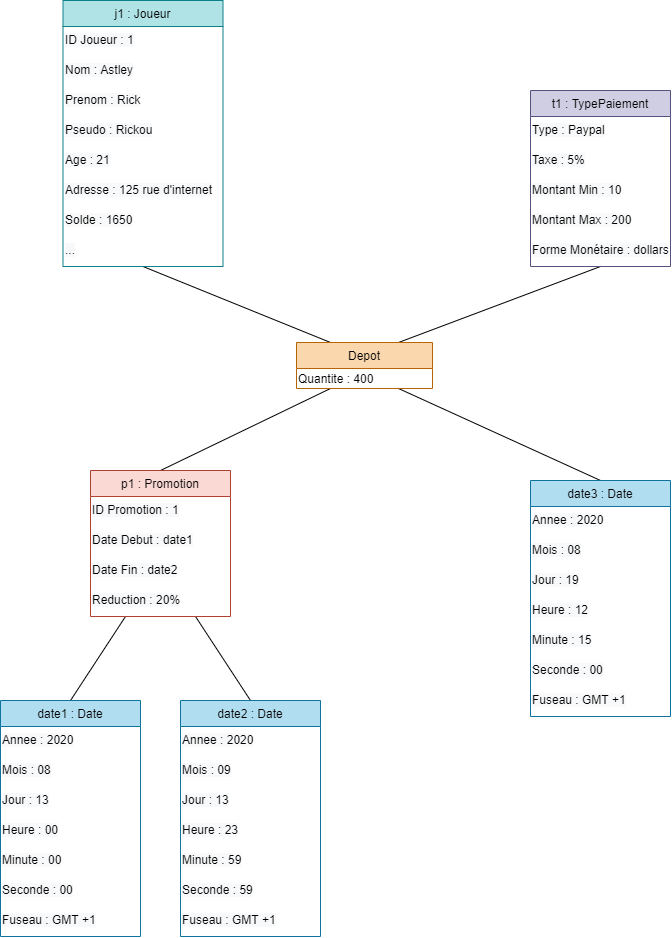 j1 : Joueur
ID Joueur : 1
Nom : Astley
Prenom : Rick
Pseudo : Rickou
Age : 21
Adresse : 125 rue d'internet
Solde : 1650
...
t1 : TypePaiement
Type : Paypal
Taxe : 5%
Montant Min : 10
Montant Max : 200
Forme Monétaire : dollars
Depot
Quantite : 400
p1 : Promotion
ID Promotion : 1
Date Debut : date1
Date Fin : date2
Reduction : 20%
date3 : Date
Annee : 2020
Mois : 08
Jour : 19
Heure : 12
Minute : 15
Seconde : 00
Fuseau : GMT +1
date1 : Date
Annee : 2020
Mois : 08
Jour : 13
Heure : 00
Minute : 00
Seconde : 00
Fuseau : GMT +1
date2 : Date
Annee : 2020
Mois : 09
Jour : 13
Heure : 23
Minute : 59
Seconde : 59
Fuseau : GMT +1